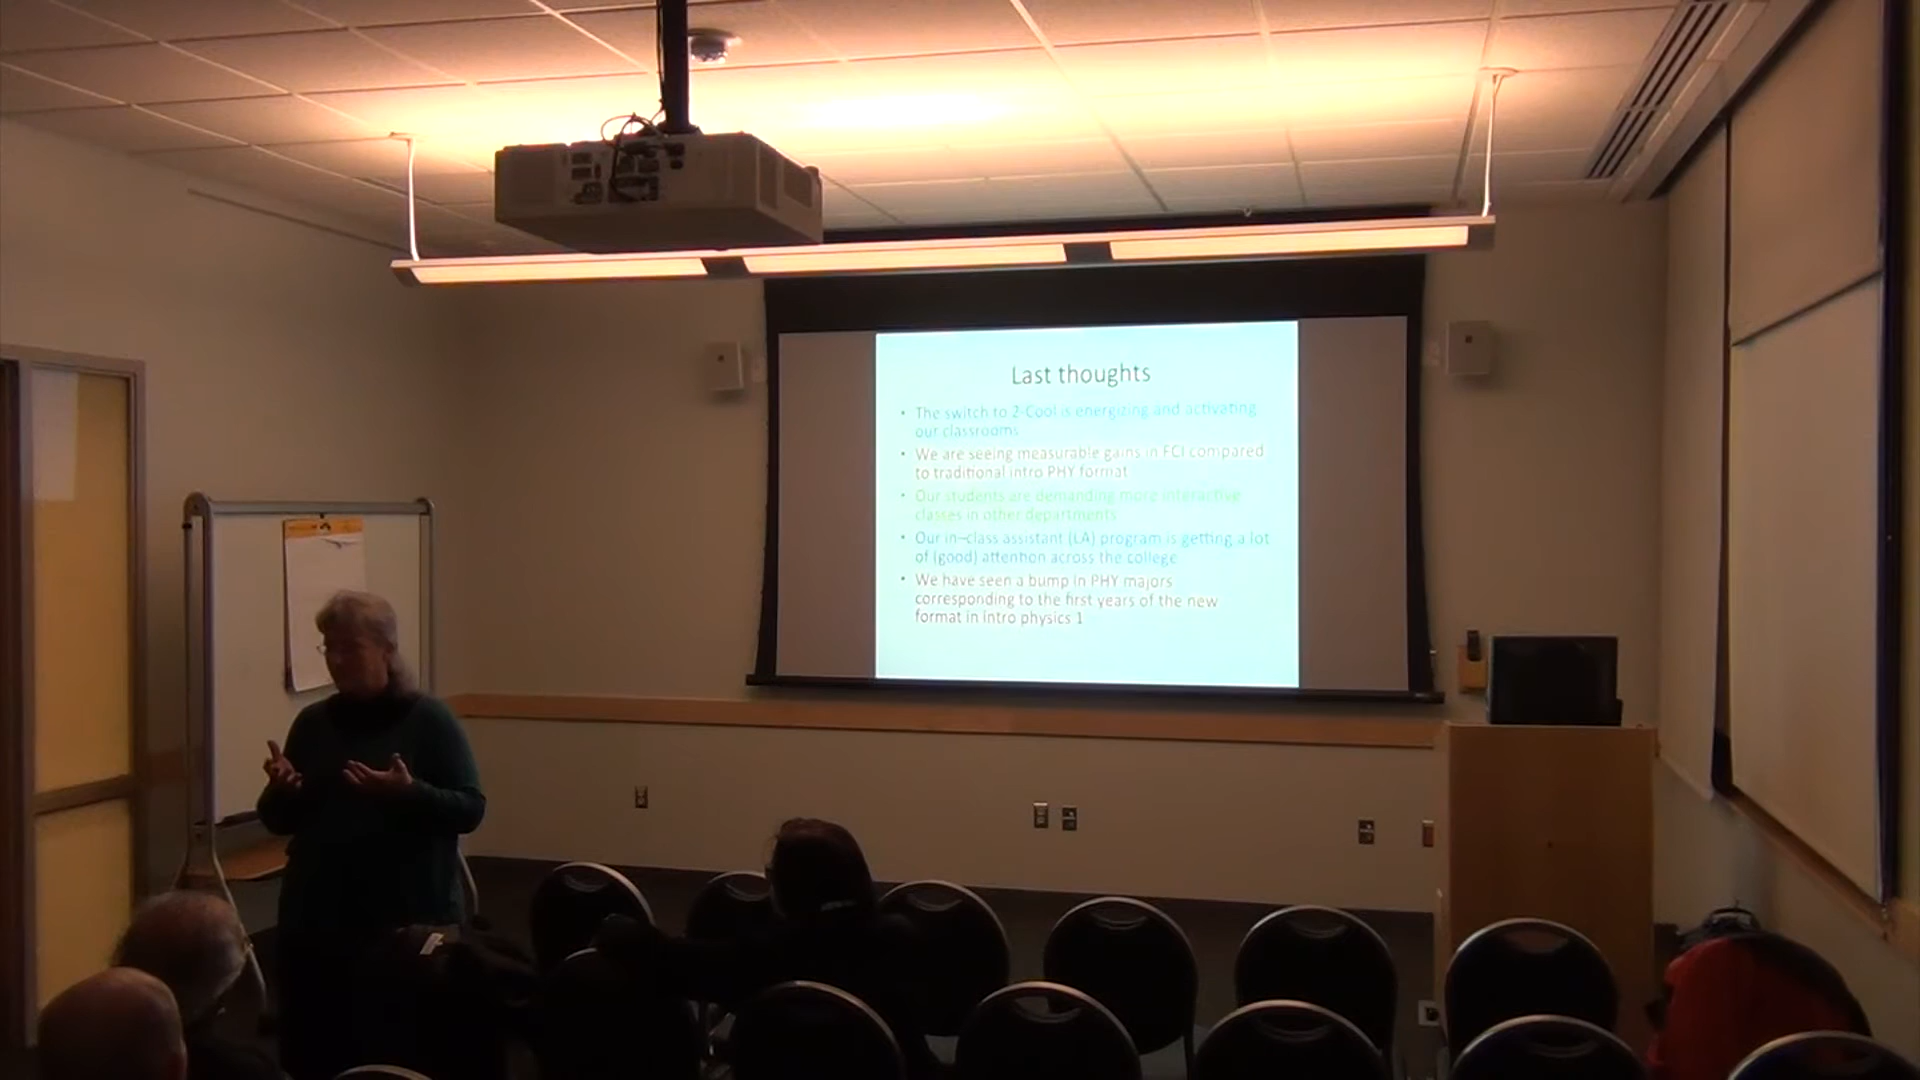 Last thoughts
• The switch to 2-Cool is energizing and activating
our classrooms
• We are seeing measurable gains in FCI compared
to traditional intro PHY format
• Our students are demanding more interactive
classes in other departments
• Our in–class assistant (LA) program is getting a lot
of (good) attention across the college
• We have seen a bump in PHY majors
corresponding to the first years of the new
format in intro physics 1